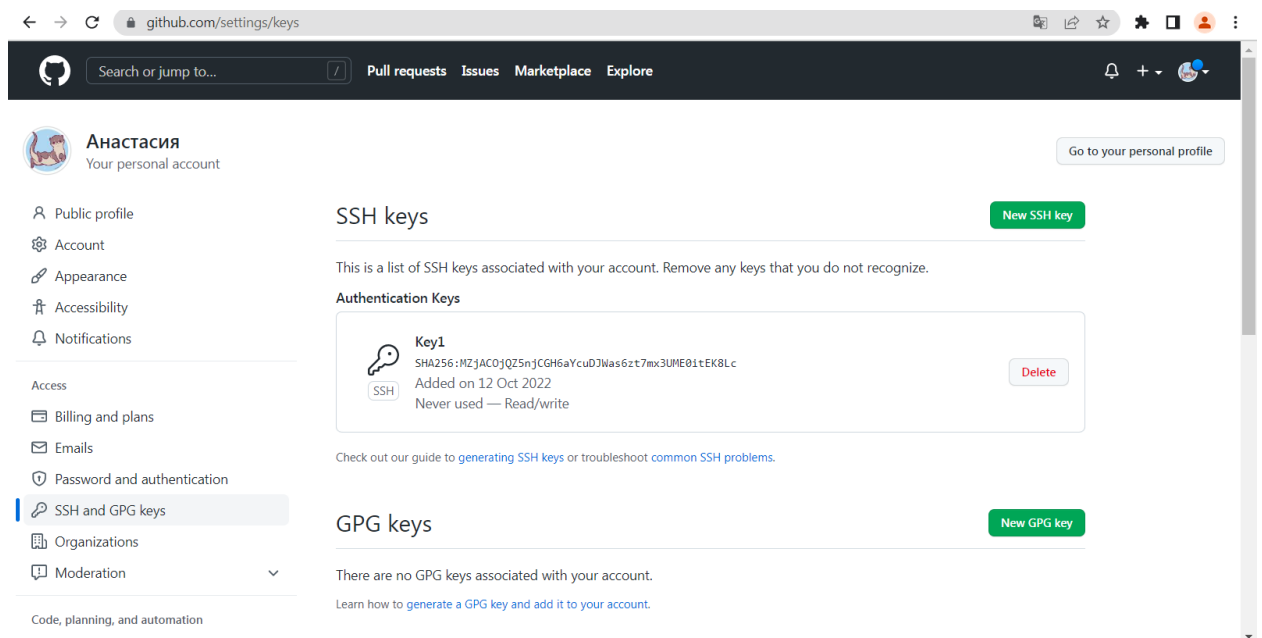 github.com/settings/keys
Search or jump to... /
Pull requests Issues Marketplace Explore
Анастасия
Your personal account
Go to your personal profile
Public profile
Account
Appearance
Accessibility
Notifications
Access
Billing and plans
Emails
Password and authentication
SSH and GPG keys
Organizations
Moderation
Code, planning, and automation
SSH keys
New SSH key
This is a list of SSH keys associated with your account. Remove any keys that you do not recognize.
Authentication Keys
Key1
SHA256:MZjACOjQZ5njCGH6aYcuDJWas6zt7mx3UME0itEK8Lc
SSH
Added on 12 Oct 2022
Never used — Read/write
Delete
Check out our guide to generating SSH keys or troubleshoot common SSH problems.
GPG keys
New GPG key
There are no GPG keys associated with your account.
Learn how to generate a GPG key and add it to your account.